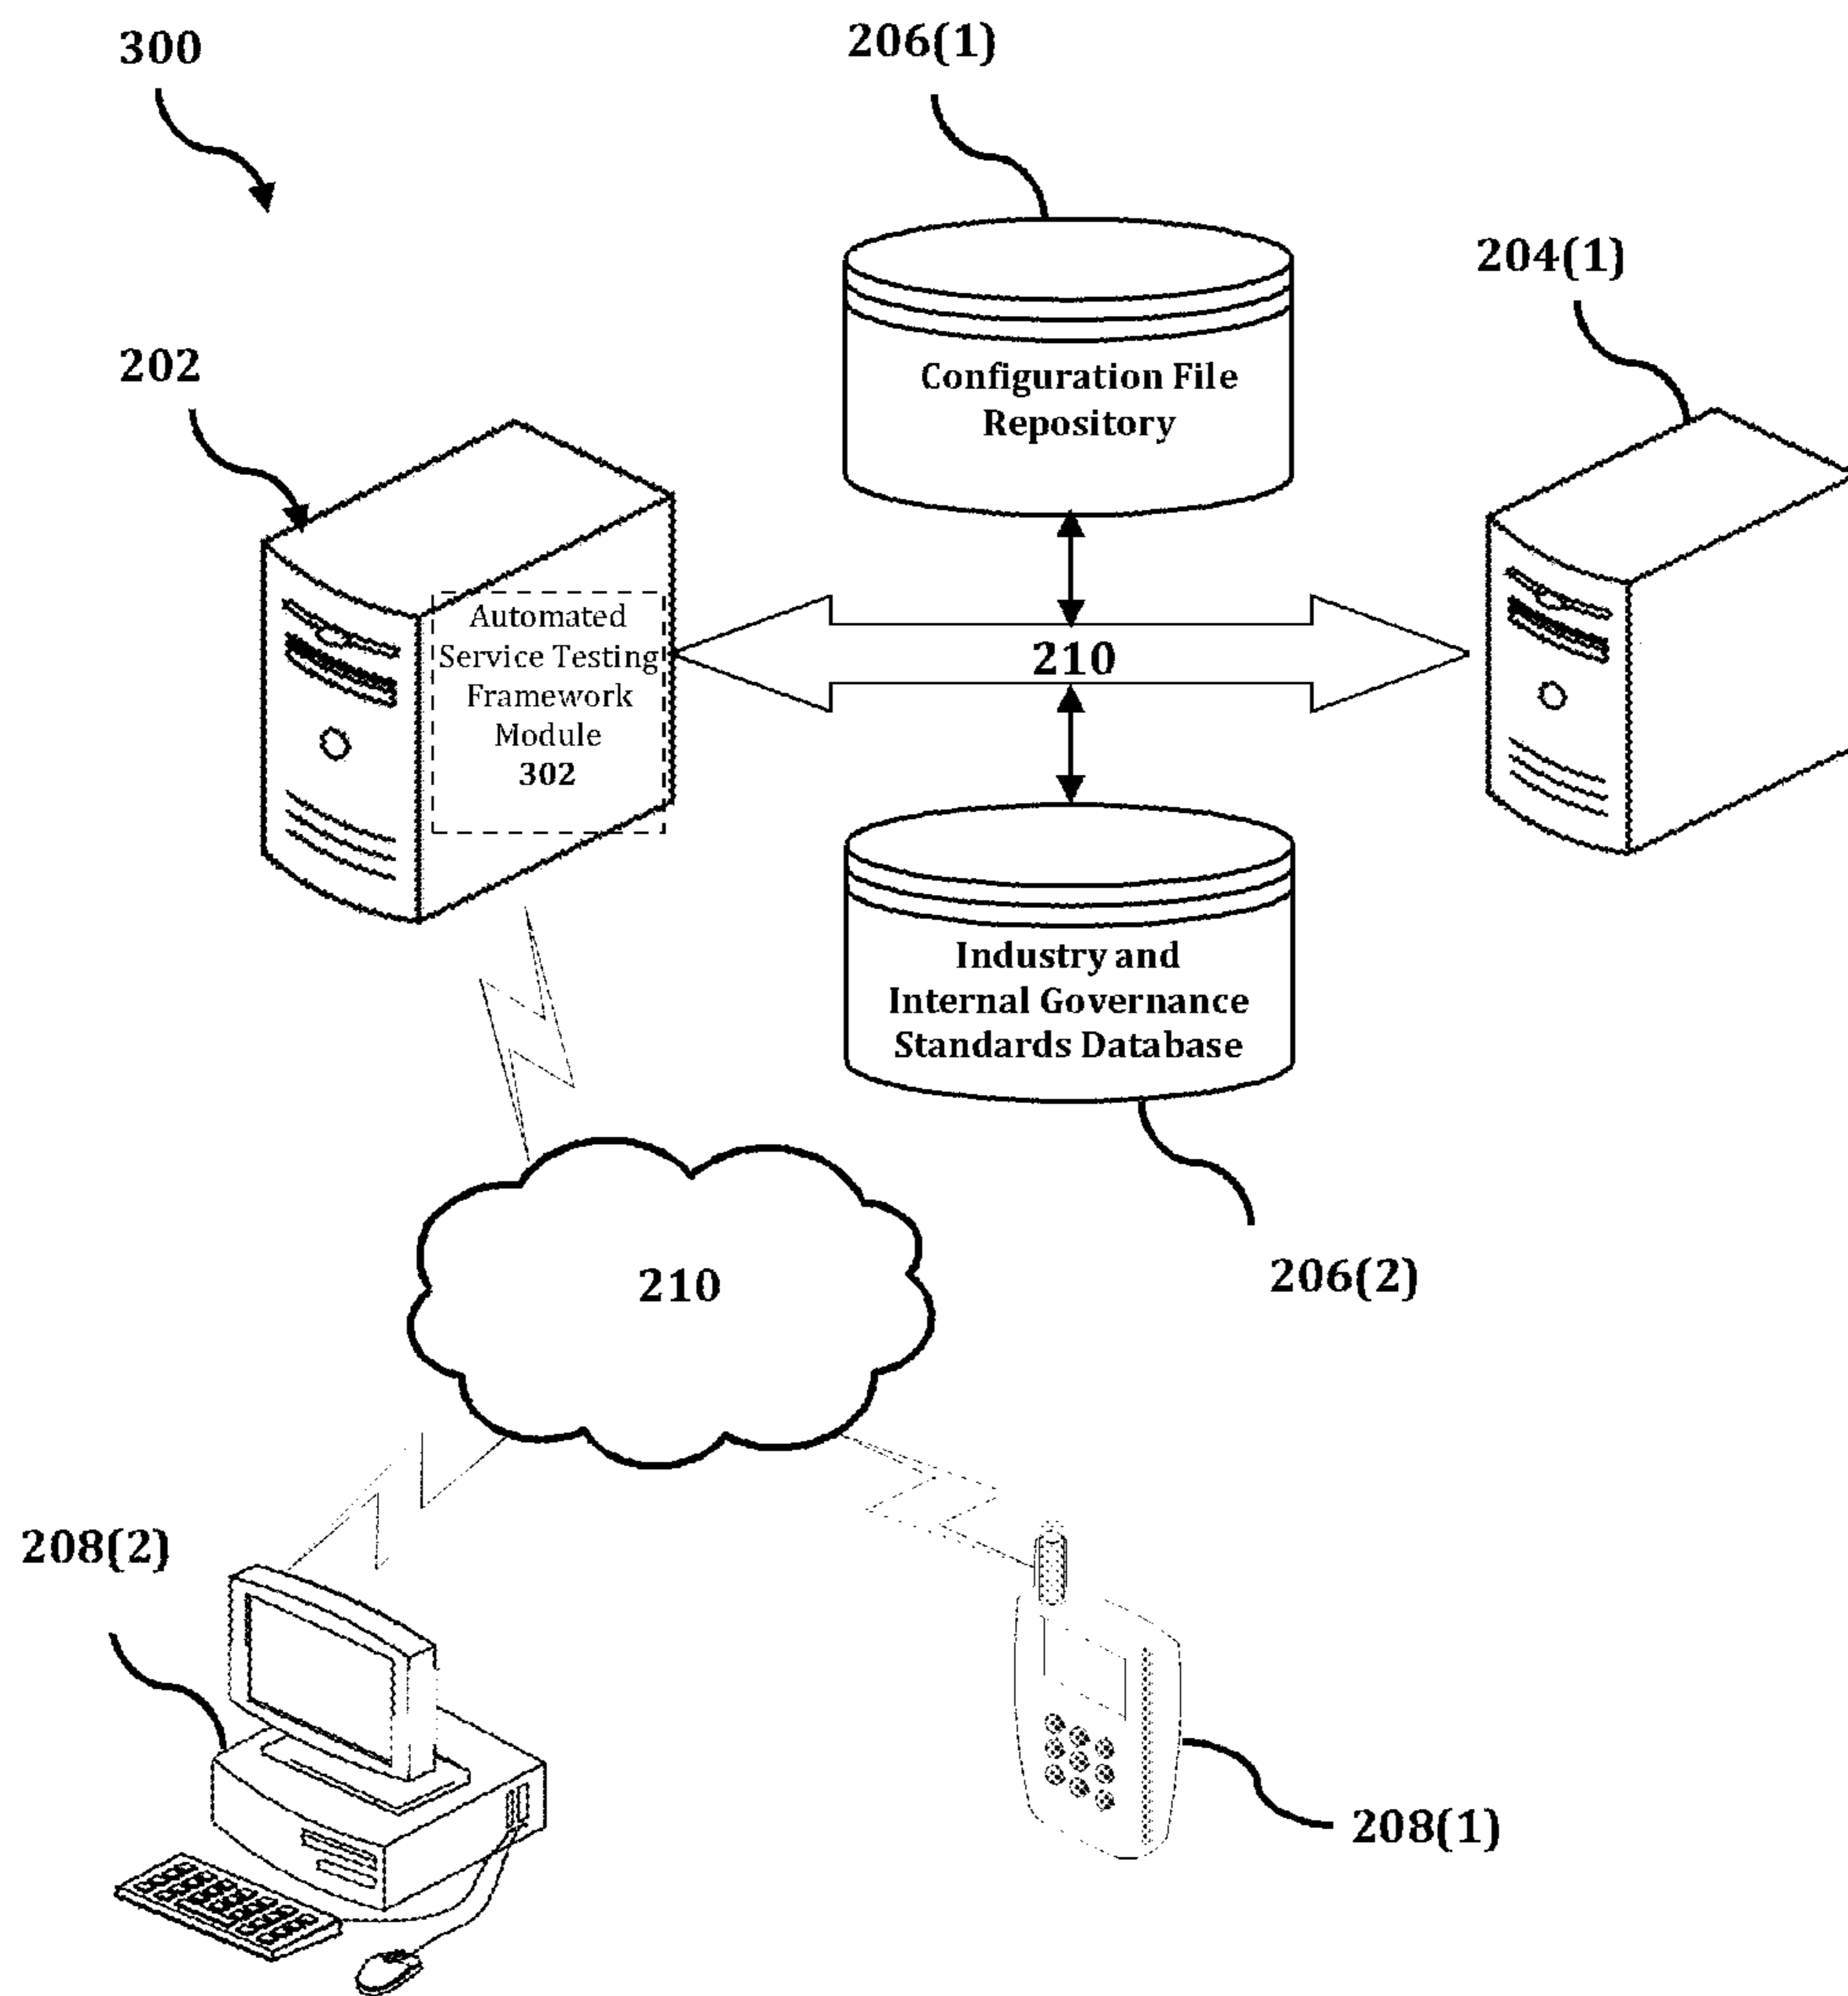 300
206(1)
204(1)
202
Configuration File
Repository
Automated
Service Testing
Framework
Module
302
210
Industry and
Internal Governance
Standards Database
206(2)
210
208(2)
208(1)